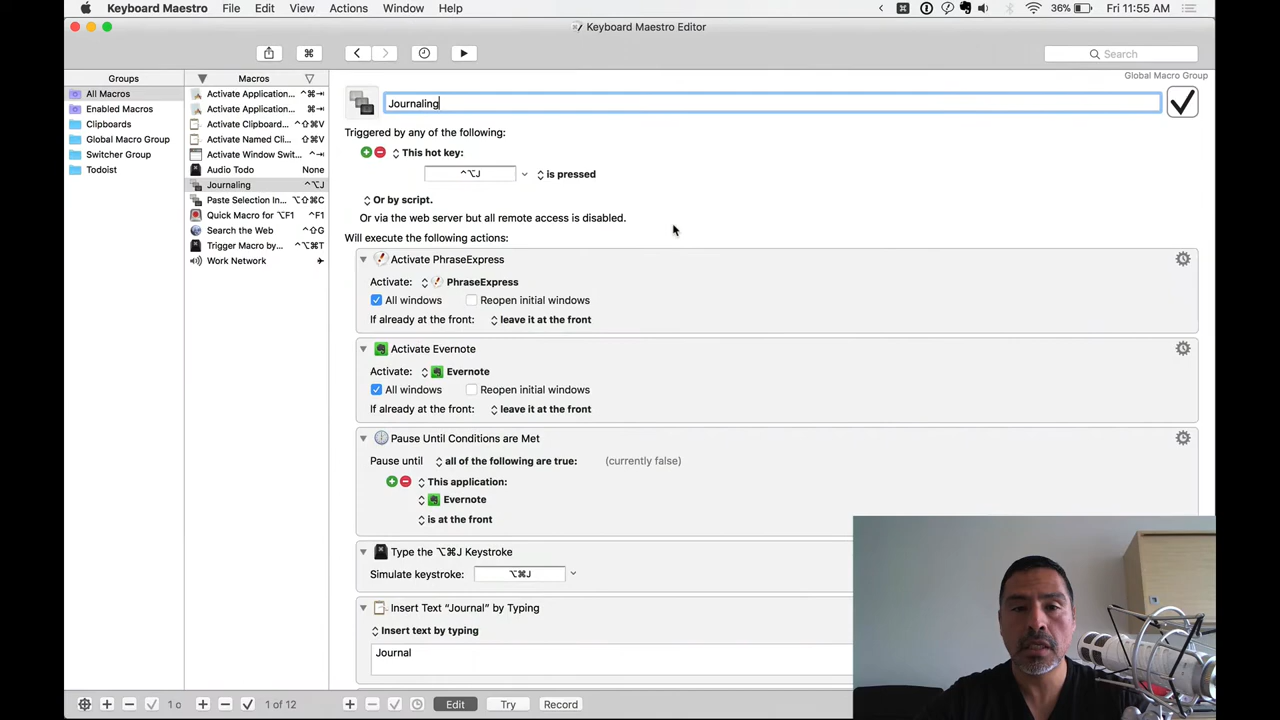 Keyboard Maestro File Edit View Actions Window Help 36% Fri 11:55 AM
Keyboard Maestro Editor
Search
Groups Macros Global Macro Group
All Macros
Enabled Macros
Clipboards
Global Macro Group
Switcher Group
Todoist
Activate Application... ^⌘⇥
Activate Application... ^⌘⇥
Activate Clipboard... ^⇧⌘V
Activate Named Cli... ⇧⌘V
Activate Window Swit... ^⇥
Audio Todo None
Journaling ^⌥J
Paste Selection In... ⌥⇧⌘C
Quick Macro for ⌥F1 ^F1
Search the Web ^⇧G
Trigger Macro by... ^⌥⌘T
Work Network
Journaling
Triggered by any of the following:
This hot key:
^⌥J is pressed
Or by script.
Or via the web server but all remote access is disabled.
Will execute the following actions:
Activate PhraseExpress
Activate: PhraseExpress
All windows Reopen initial windows
If already at the front: leave it at the front
Activate Evernote
Activate: Evernote
All windows Reopen initial windows
If already at the front: leave it at the front
Pause Until Conditions are Met
Pause until all of the following are true: (currently false)
This application:
Evernote
is at the front
Type the ⌥⌘J Keystroke
Simulate keystroke: ⌥⌘J
Insert Text “Journal” by Typing
Insert text by typing
Journal
1 of 12 Edit Try Record